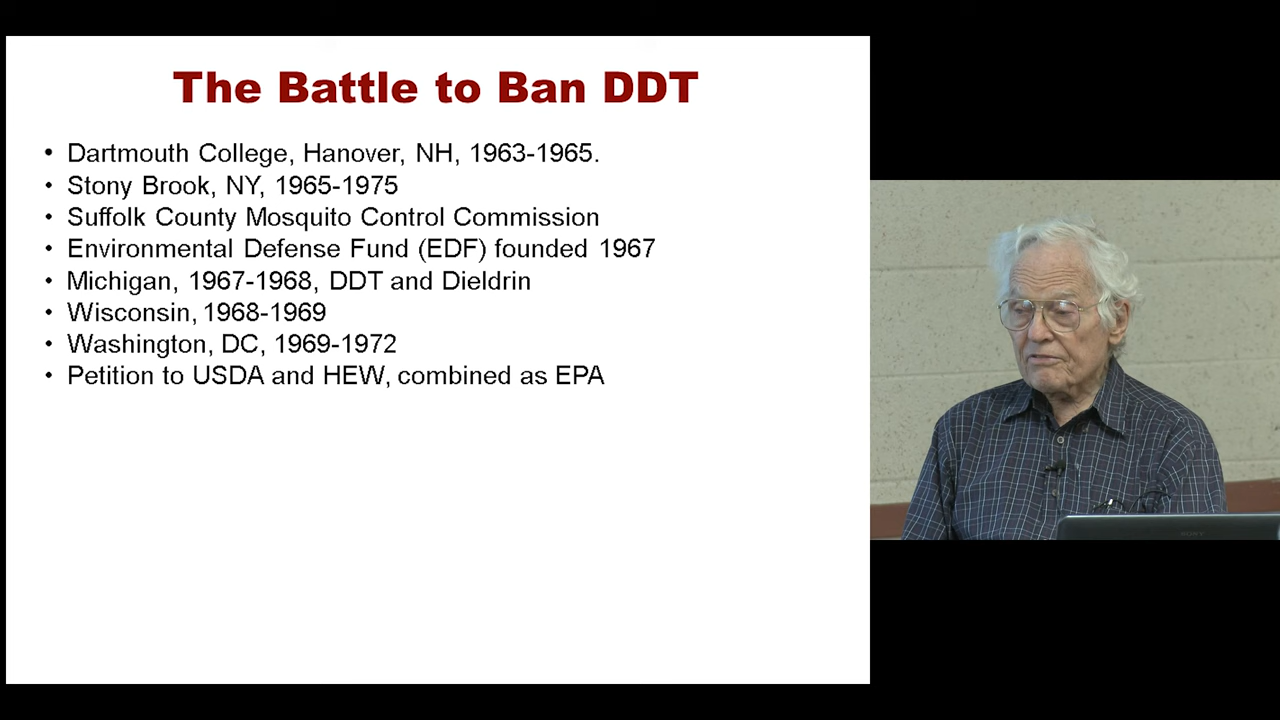 The Battle to Ban DDT
• Dartmouth College, Hanover, NH, 1963-1965.
• Stony Brook, NY, 1965-1975
• Suffolk County Mosquito Control Commission
• Environmental Defense Fund (EDF) founded 1967
• Michigan, 1967-1968, DDT and Dieldrin
• Wisconsin, 1968-1969
• Washington, DC, 1969-1972
• Petition to USDA and HEW, combined as EPA
SONY